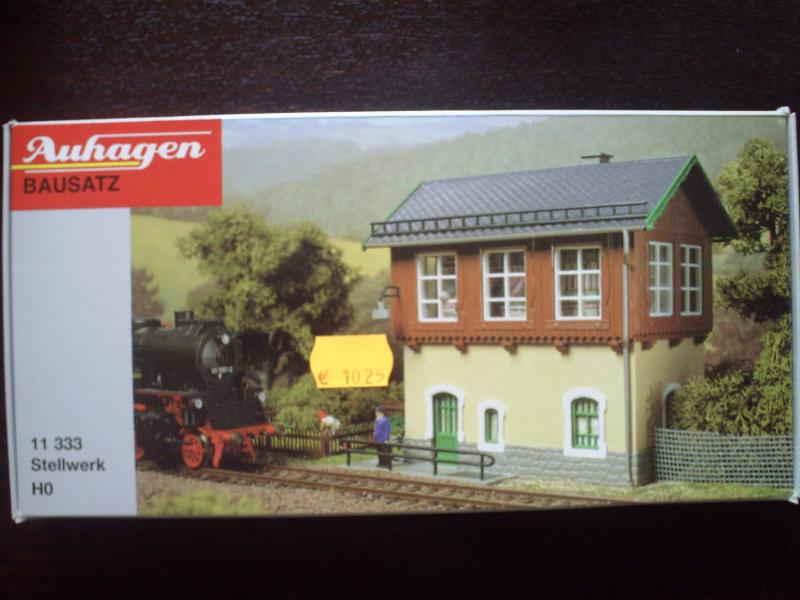 Auhagen
BAUSATZ
€ 10.25
11 333
Stellwerk
H0